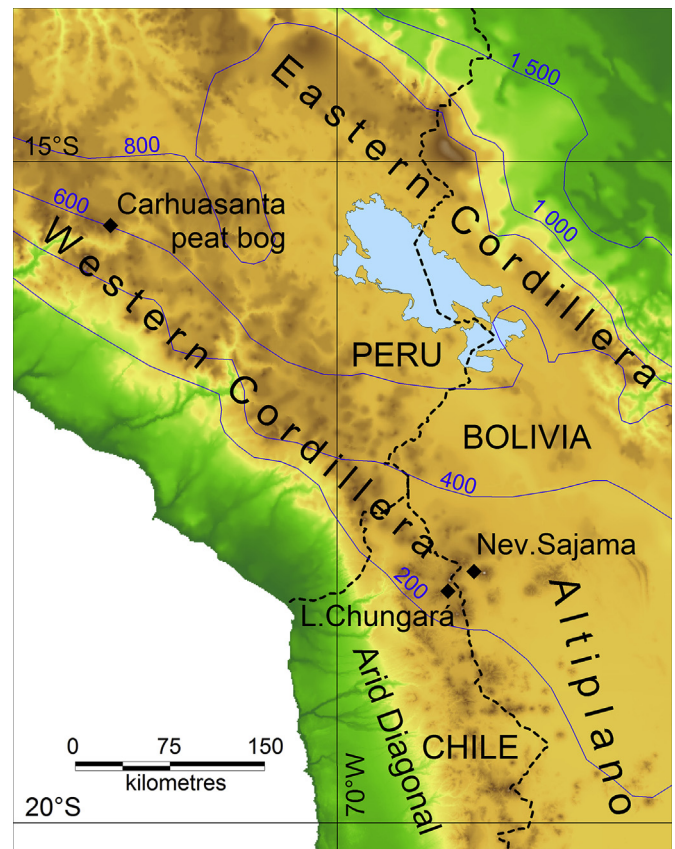 1 500
Eastern Cordillera
15°S
800
600
Carhuasanta
peat bog
1 000
Western Cordillera
PERU
BOLIVIA
400
Nev.Sajama
200
L.Chungará
Altiplano
Arid Diagonal
0 75 150
kilometres
CHILE
70°W
20°S